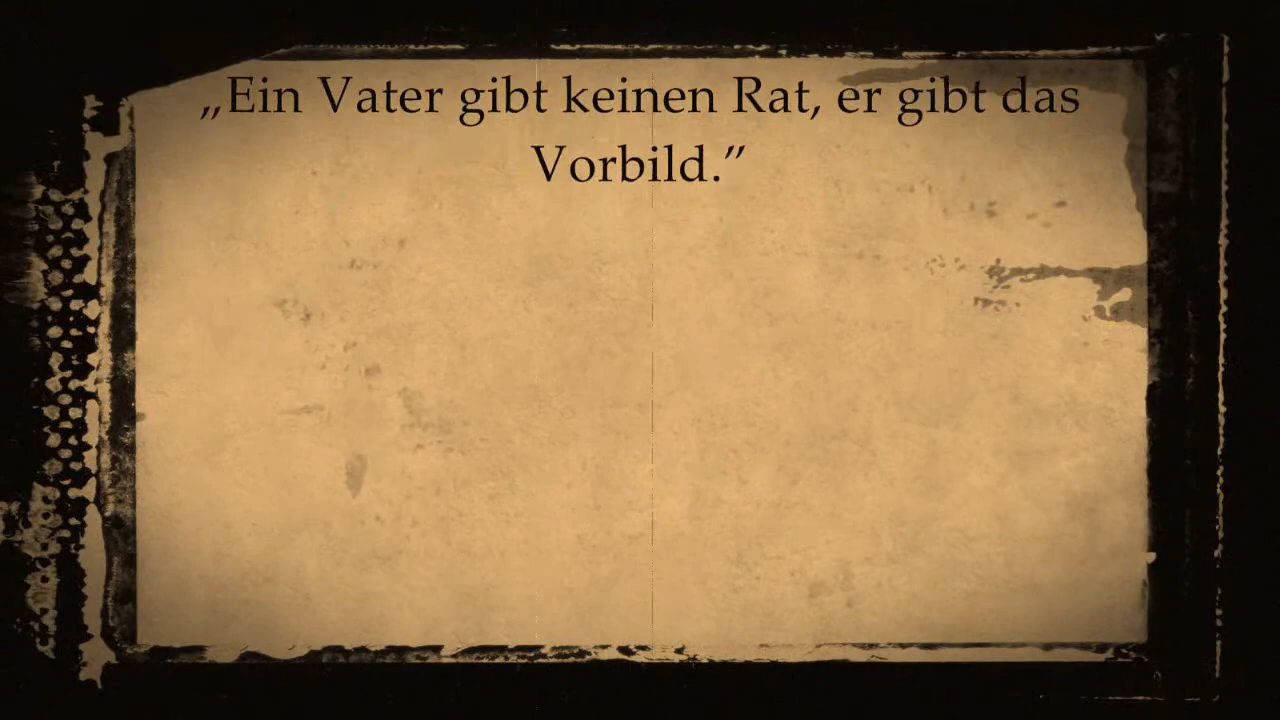 „Ein Vater gibt keinen Rat, er gibt das
Vorbild.”